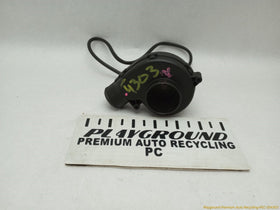 4303
PLAYGROUND
PREMIUM AUTO RECYCLING
PC